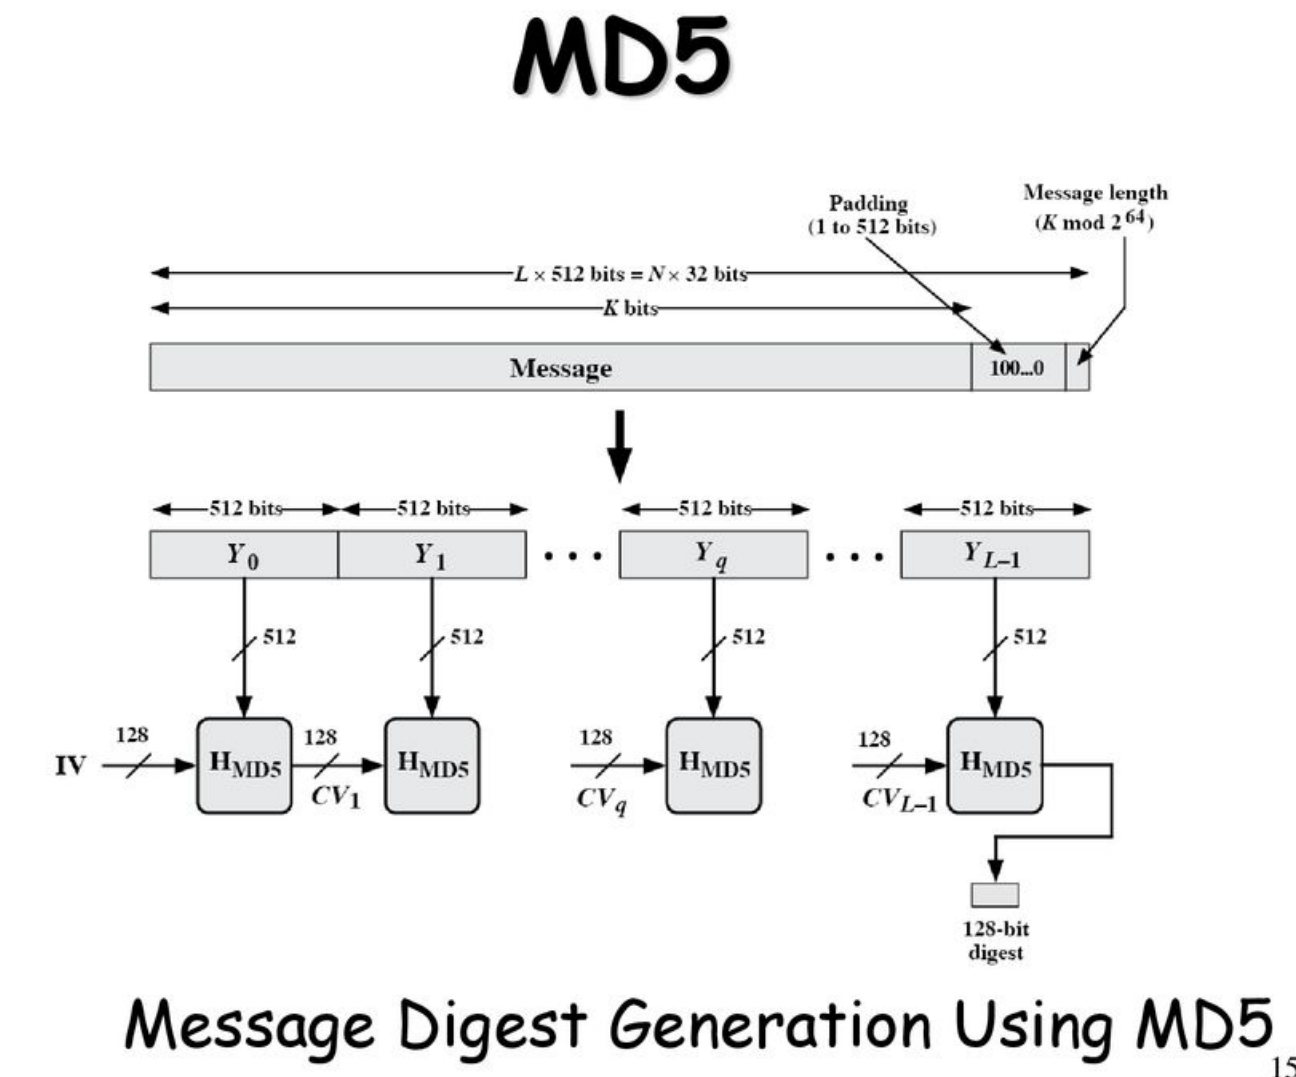 MD5
Padding
(1 to 512 bits)
Message length
(K mod 2^64)
L × 512 bits = N × 32 bits
K bits
Message
100...0
512 bits
512 bits
512 bits
512 bits
Y0
Y1
• • •
Yq
• • •
YL–1
512
512
512
512
IV
128
HMD5
128
CV1
HMD5
128
CVq
HMD5
128
CVL–1
HMD5
128-bit
digest
Message Digest Generation Using MD5
15